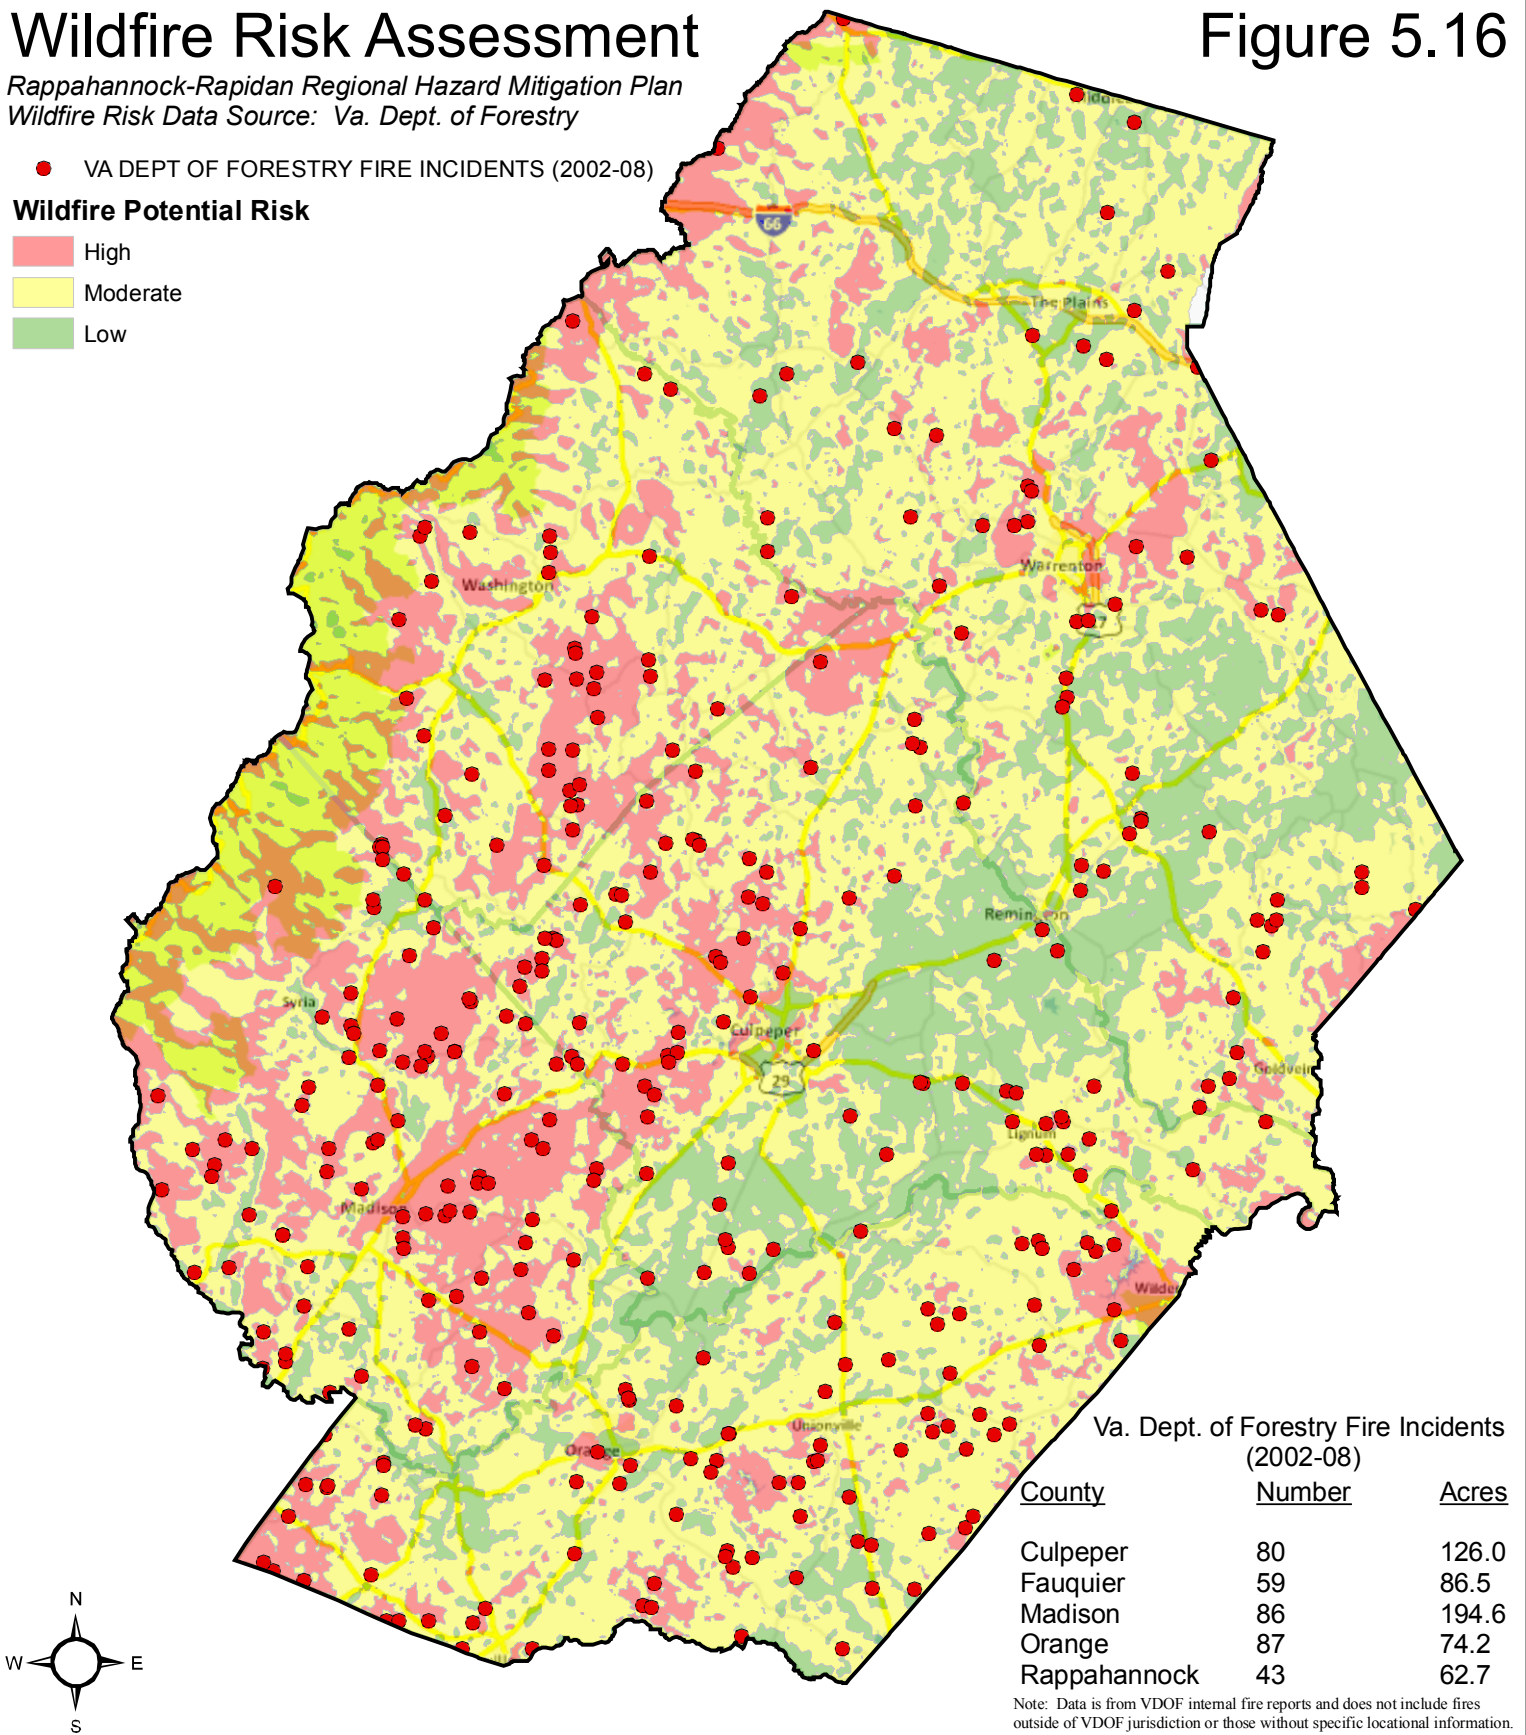 Wildfire Risk Assessment
Figure 5.16
Rappahannock-Rapidan Regional Hazard Mitigation Plan
Wildfire Risk Data Source: Va. Dept. of Forestry
VA DEPT OF FORESTRY FIRE INCIDENTS (2002-08)
Wildfire Potential Risk
High
Moderate
Low
66
The Plains
Warrenton
Washington
Remington
Syria
Culpeper
29
Goldvein
Lignum
Madison
Unionville
Orange
Va. Dept. of Forestry Fire Incidents
(2002-08)
County Number Acres
Culpeper 80 126.0
Fauquier 59 86.5
Madison 86 194.6
Orange 87 74.2
Rappahannock 43 62.7
Note: Data is from VDOF internal fire reports and does not include fires
outside of VDOF jurisdiction or those without specific locational information.
N
W E
S